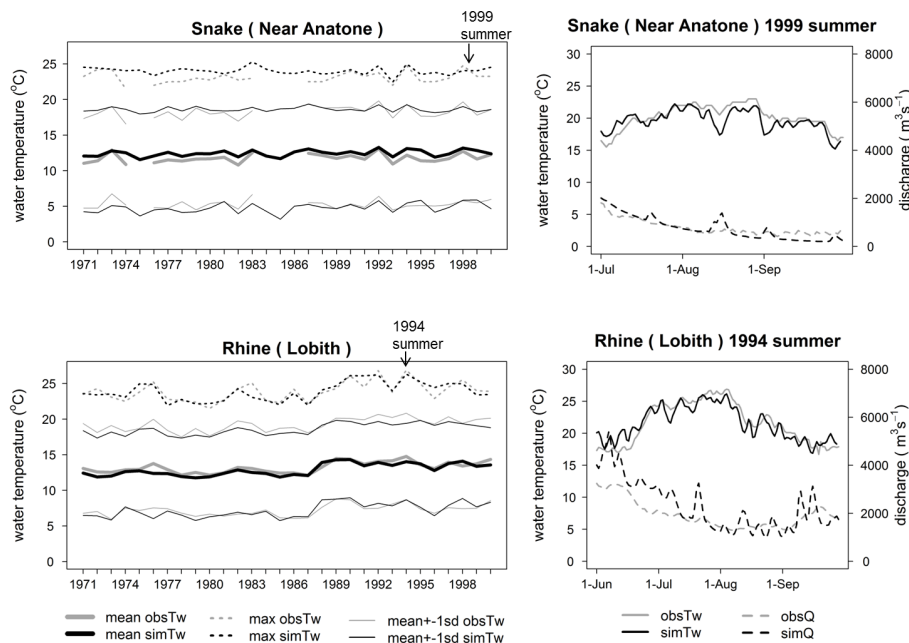 1999
summer
Snake ( Near Anatone )
Snake ( Near Anatone ) 1999 summer
water temperature (°C)
0
5
10
15
20
25
1971 1974 1977 1980 1983 1986 1989 1992 1995 1998
water temperature (°C)
0
5
10
15
20
25
30
1-Jul 1-Aug 1-Sep
0
2000
4000
6000
8000
discharge ( m³s⁻¹)
1994
summer
Rhine ( Lobith )
Rhine ( Lobith ) 1994 summer
water temperature (°C)
0
5
10
15
20
25
1971 1974 1977 1980 1983 1986 1989 1992 1995 1998
water temperature (°C)
0
5
10
15
20
25
30
1-Jun 1-Jul 1-Aug 1-Sep
0
2000
4000
6000
8000
discharge ( m³s⁻¹)
mean obsTw max obsTw mean+-1sd obsTw
mean simTw max simTw mean+-1sd simTw
obsTw obsQ
simTw simQ